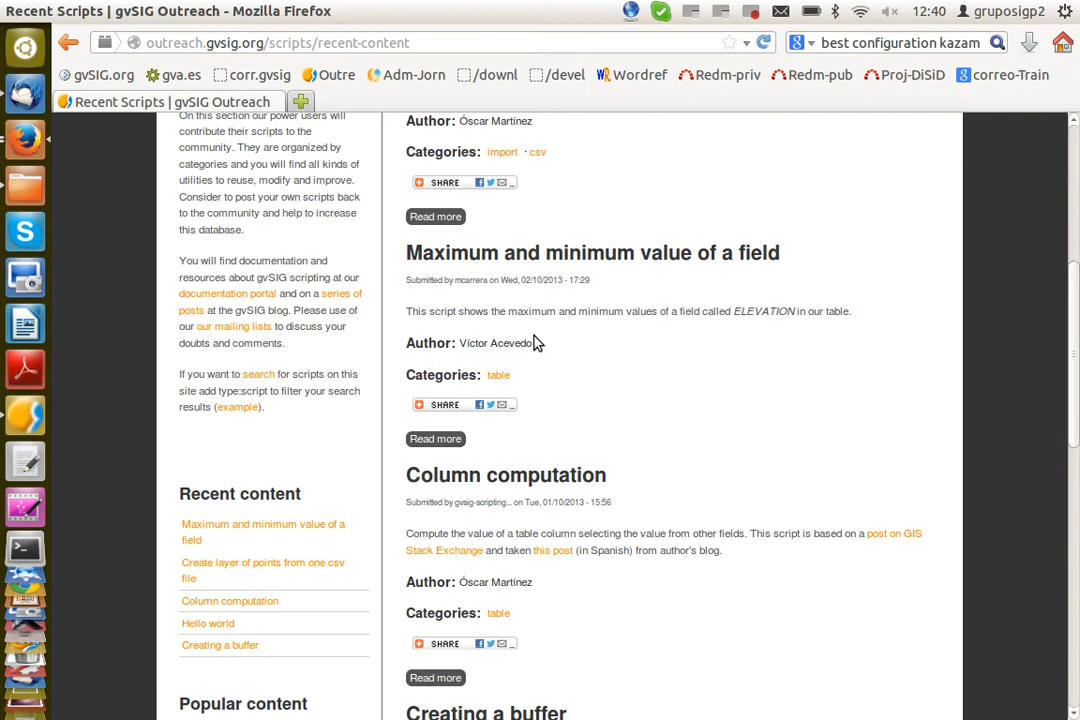 Recent Scripts | gvSIG Outreach - Mozilla Firefox
12:40
gruposigp2
outreach.gvsig.org/scripts/recent-content
best configuration kazam
gvSIG.org
gva.es
corr.gvsig
Outre
Adm-Jorn
/downl
/devel
Wordref
Redm-priv
Redm-pub
Proj-DiSiD
correo-Train
Recent Scripts | gvSIG Outreach
On this section our power users will
contribute their scripts to the
community. They are organized by
categories and you will find all kinds of
utilities to reuse, modify and improve.
Consider to post your own scripts back
to the community and help to increase
this database.
You will find documentation and
resources about gvSIG scripting at our
documentation portal and on a series of
posts at the gvSIG blog. Please use of
our mailing lists to discuss your
doubts and comments.
If you want to search for scripts on this
site add type:script to filter your search
results (example).
Recent content
Maximum and minimum value of a
field
Create layer of points from one csv
file
Column computation
Hello world
Creating a buffer
Popular content
Author: Óscar Martínez
Categories: import · csv
SHARE ...
Read more
Maximum and minimum value of a field
Submitted by mcarrera on Wed, 02/10/2013 - 17:29
This script shows the maximum and minimum values of a field called ELEVATION in our table.
Author: Víctor Acevedo
Categories: table
SHARE ...
Read more
Column computation
Submitted by gvsig-scripting... on Tue, 01/10/2013 - 15:56
Compute the value of a table column selecting the value from other fields. This script is based on a post on GIS
Stack Exchange and taken this post (in Spanish) from author's blog.
Author: Óscar Martínez
Categories: table
SHARE ...
Read more
Creating a buffer